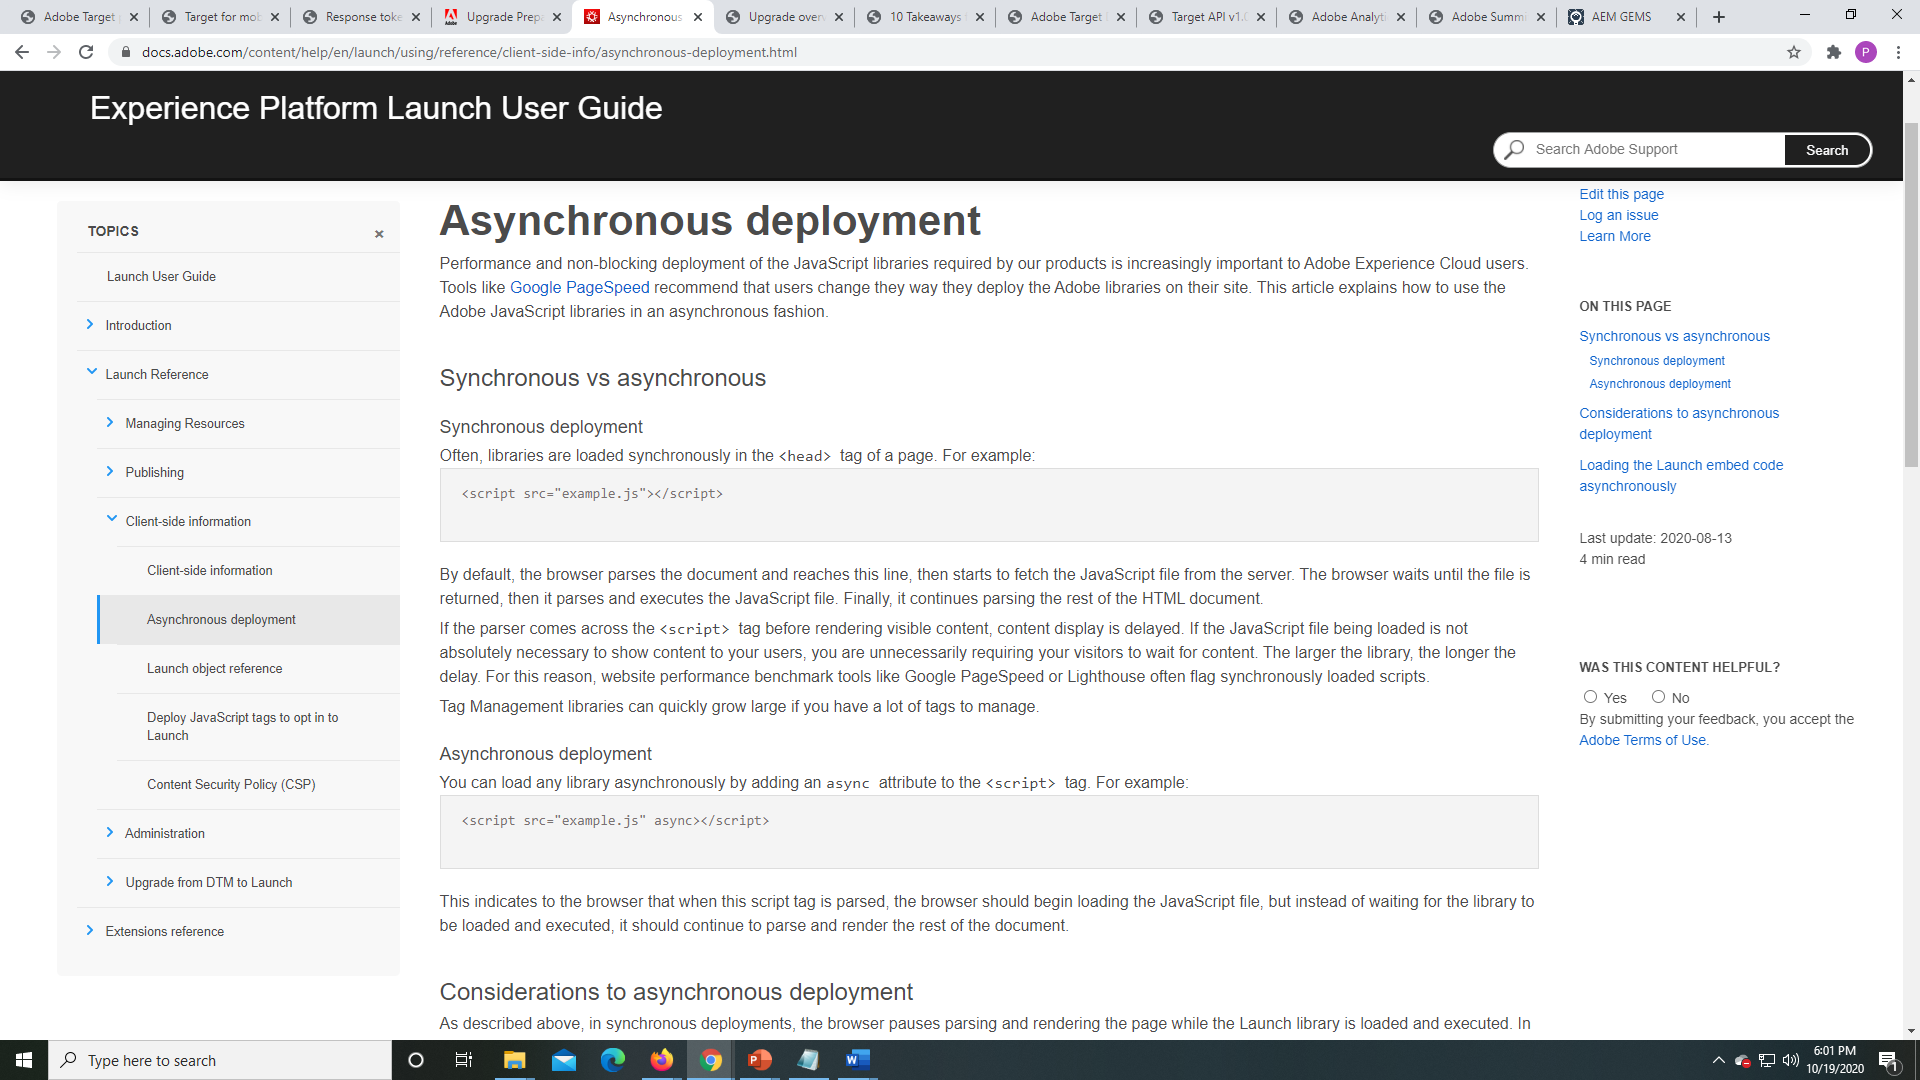 Adobe Target
Target for mob
Response toke
Upgrade Prepa
Asynchronous
Upgrade over
10 Takeaways
Adobe Target
Target API v1.
Adobe Analyti
Adobe Summi
AEM GEMS
docs.adobe.com/content/help/en/launch/using/reference/client-side-info/asynchronous-deployment.html
P
Experience Platform Launch User Guide
Search Adobe Support
Search
TOPICS
Launch User Guide
Introduction
Launch Reference
Managing Resources
Publishing
Client-side information
Client-side information
Asynchronous deployment
Launch object reference
Deploy JavaScript tags to opt in to
Launch
Content Security Policy (CSP)
Administration
Upgrade from DTM to Launch
Extensions reference
Asynchronous deployment
Performance and non-blocking deployment of the JavaScript libraries required by our products is increasingly important to Adobe Experience Cloud users.
Tools like Google PageSpeed recommend that users change they way they deploy the Adobe libraries on their site. This article explains how to use the
Adobe JavaScript libraries in an asynchronous fashion.
Synchronous vs asynchronous
Synchronous deployment
Often, libraries are loaded synchronously in the <head> tag of a page. For example:
<script src="example.js"></script>
By default, the browser parses the document and reaches this line, then starts to fetch the JavaScript file from the server. The browser waits until the file is
returned, then it parses and executes the JavaScript file. Finally, it continues parsing the rest of the HTML document.
If the parser comes across the <script> tag before rendering visible content, content display is delayed. If the JavaScript file being loaded is not
absolutely necessary to show content to your users, you are unnecessarily requiring your visitors to wait for content. The larger the library, the longer the
delay. For this reason, website performance benchmark tools like Google PageSpeed or Lighthouse often flag synchronously loaded scripts.
Tag Management libraries can quickly grow large if you have a lot of tags to manage.
Asynchronous deployment
You can load any library asynchronously by adding an async attribute to the <script> tag. For example:
<script src="example.js" async></script>
This indicates to the browser that when this script tag is parsed, the browser should begin loading the JavaScript file, but instead of waiting for the library to
be loaded and executed, it should continue to parse and render the rest of the document.
Considerations to asynchronous deployment
As described above, in synchronous deployments, the browser pauses parsing and rendering the page while the Launch library is loaded and executed. In
Edit this page
Log an issue
Learn More
ON THIS PAGE
Synchronous vs asynchronous
Synchronous deployment
Asynchronous deployment
Considerations to asynchronous
deployment
Loading the Launch embed code
asynchronously
Last update: 2020-08-13
4 min read
WAS THIS CONTENT HELPFUL?
Yes No
By submitting your feedback, you accept the
Adobe Terms of Use.
Type here to search
6:01 PM
10/19/2020
1